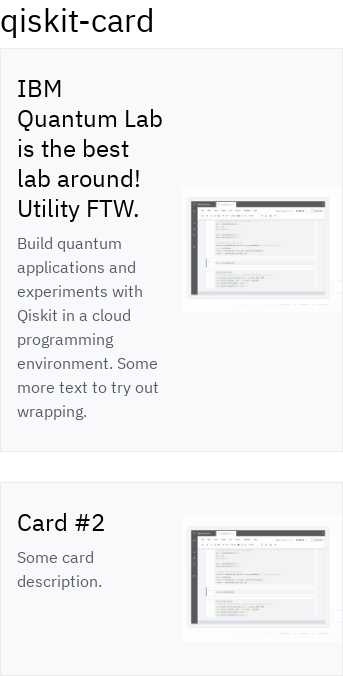 qiskit-card
IBM
Quantum Lab
is the best
lab around!
Utility FTW.
Build quantum
applications and
experiments with
Qiskit in a cloud
programming
environment. Some
more text to try out
wrapping.
Card #2
Some card
description.